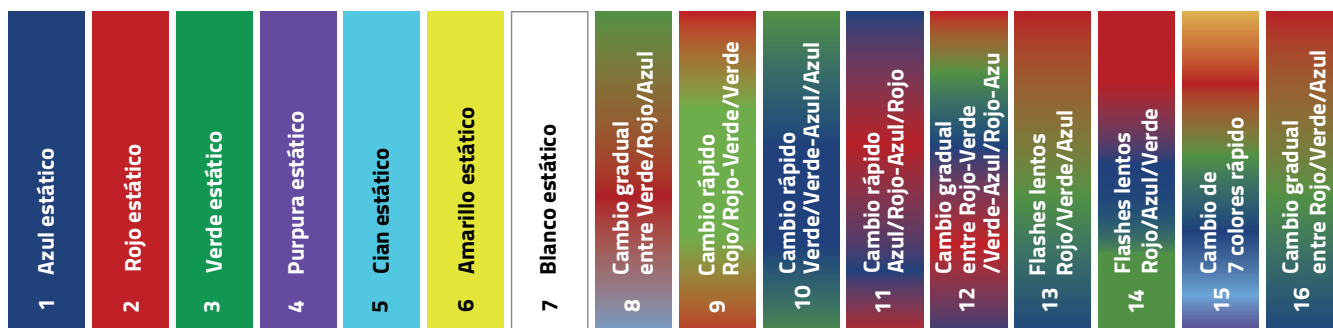 1 Azul estático
2 Rojo estático
3 Verde estático
4 Purpura estático
5 Cian estático
6 Amarillo estático
7 Blanco estático
8 Cambio gradual
entre Verde/Rojo/Azul
9 Cambio rápido
Rojo/Rojo-Verde/Verde
10 Cambio rápido
Verde/Verde-Azul/Azul
11 Cambio rápido
Azul/Rojo-Azul/Rojo
12 Cambio gradual
entre Rojo-Verde
/Verde-Azul/Rojo-Azu
13 Flashes lentos
Rojo/Verde/Azul
14 Flashes lentos
Rojo/Azul/Verde
15 Cambio de
7 colores rápido
16 Cambio gradual
entre Rojo/Verde/Azul